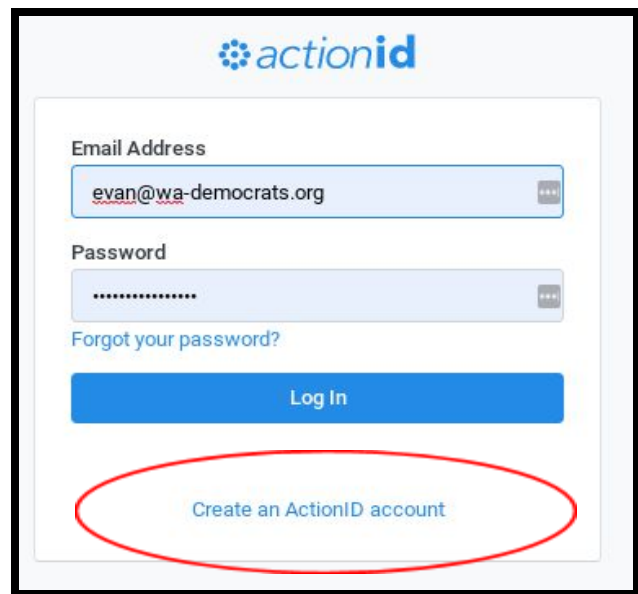 actionid
Email Address
evan@wa-democrats.org
Password
••••••••••••••••
Forgot your password?
Log In
Create an ActionID account